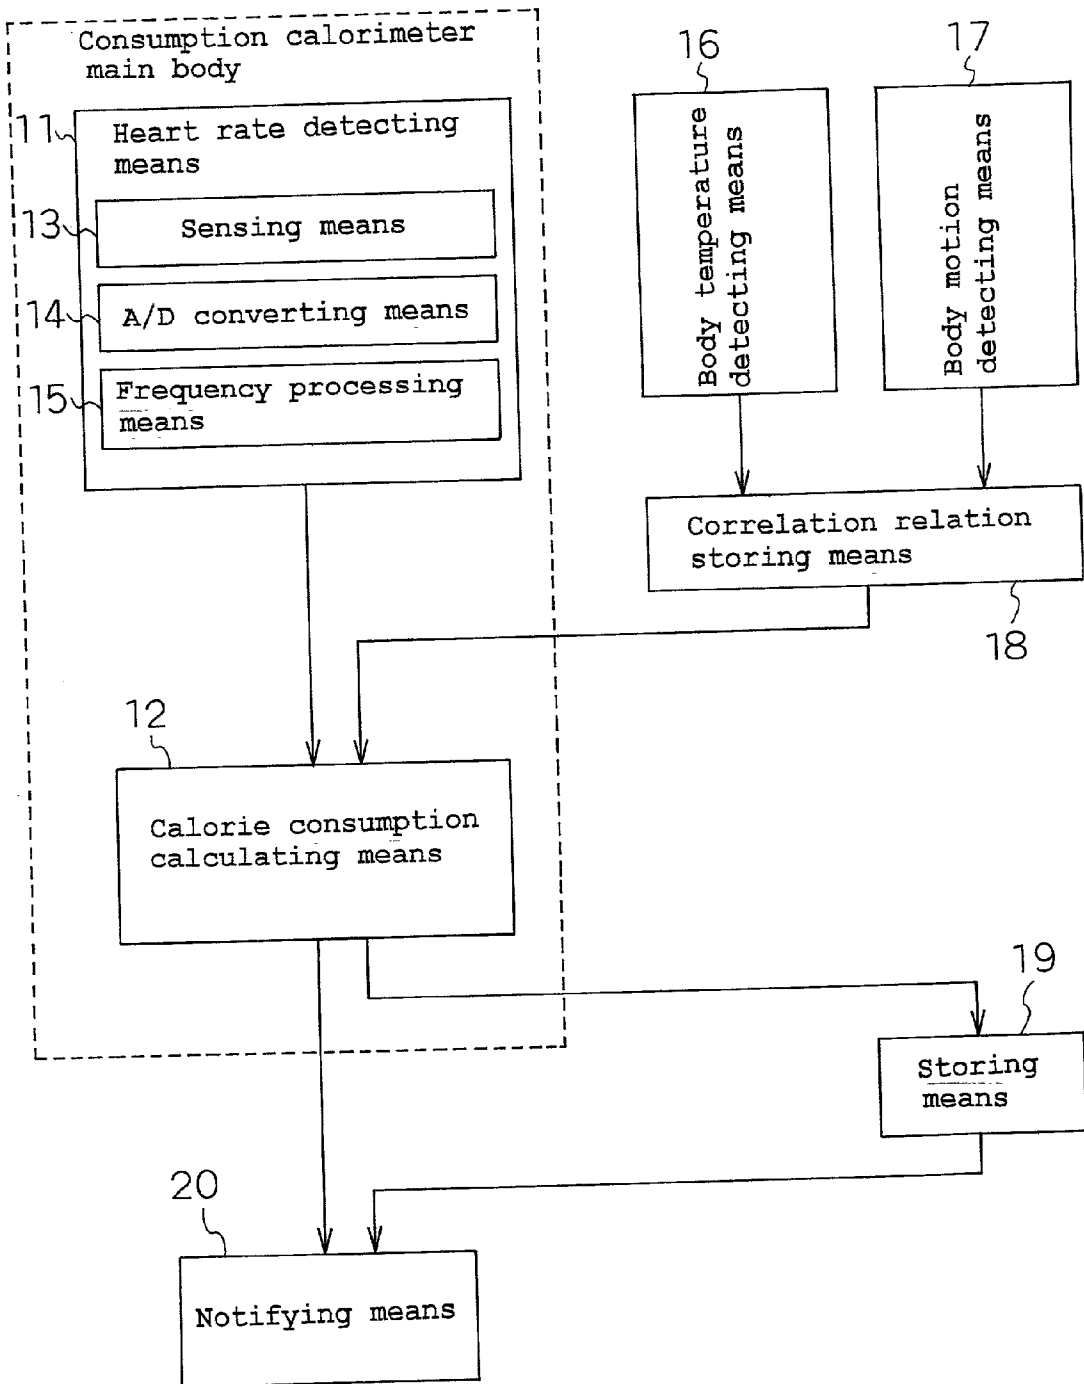 Consumption calorimeter
main body
11
Heart rate detecting
means
13
Sensing means
14
A/D converting means
15
Frequency processing
means
16
Body temperature
detecting means
17
Body motion
detecting means
Correlation relation
storing means
18
12
Calorie consumption
calculating means
19
Storing
means
20
Notifying means